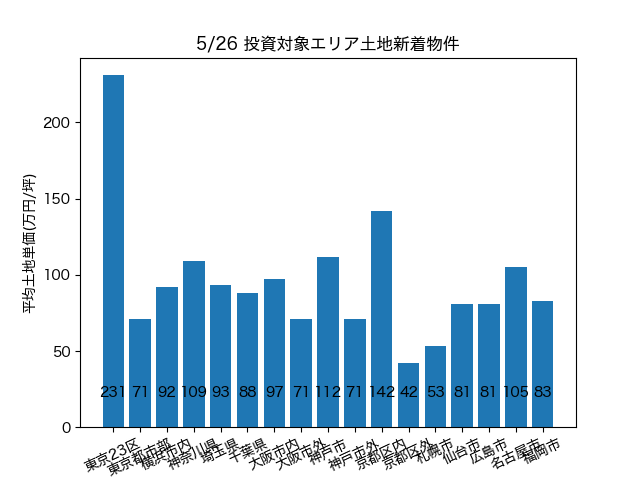 5/26 投資対象エリア土地新着物件
平均土地単価(万円/坪)
200
150
100
50
0
231 71 92 109 93 88 97 71 112 71 142 42 53 81 81 105 83
東京23区 東京都市部 横浜市内 神奈川県 埼玉県 千葉県 大阪市内 大阪市外 神戸市 神戸市外 京都区内 京都区外 札幌市 仙台市 広島市 名古屋市 福岡市